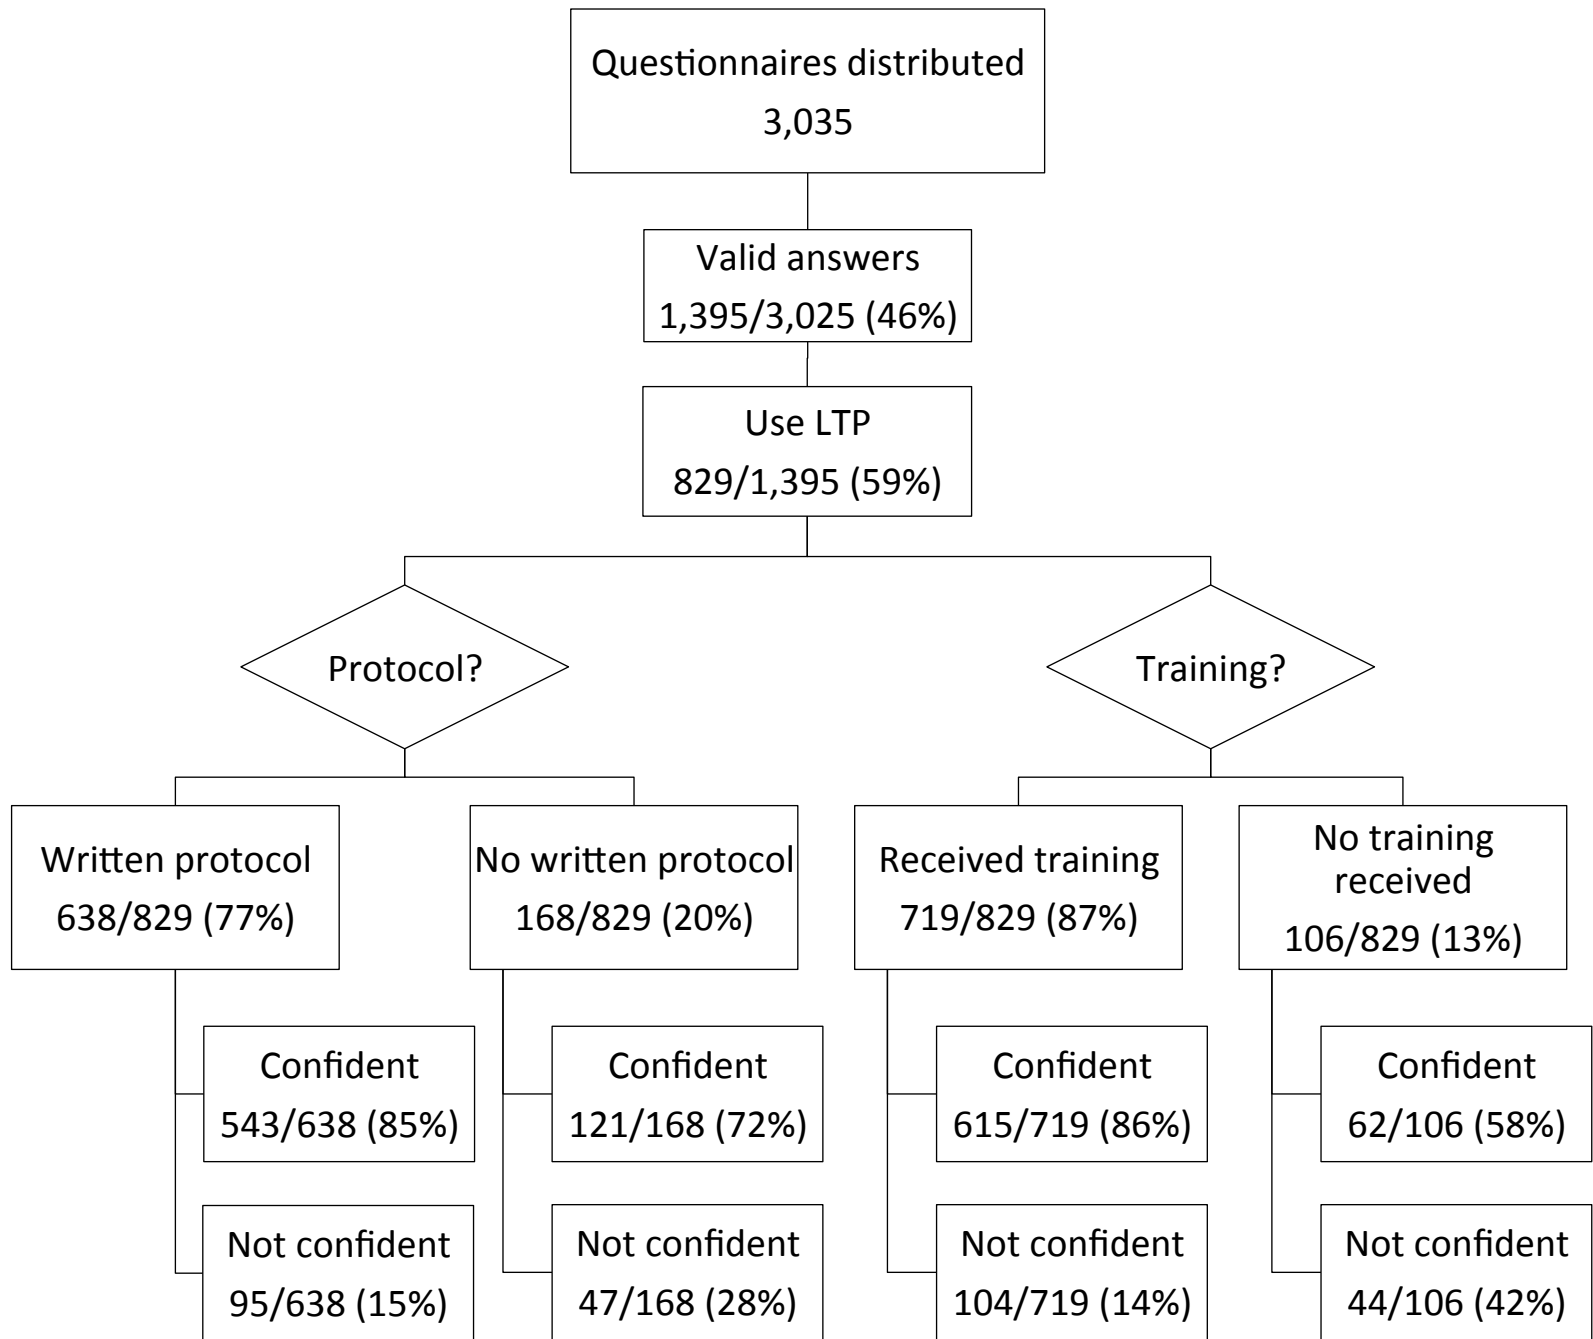 Questionnaires distributed
3,035
Valid answers
1,395/3,025 (46%)
Use LTP
829/1,395 (59%)
Protocol?
Training?
Written protocol
638/829 (77%)
No written protocol
168/829 (20%)
Received training
719/829 (87%)
No training
received
106/829 (13%)
Confident
543/638 (85%)
Confident
121/168 (72%)
Confident
615/719 (86%)
Confident
62/106 (58%)
Not confident
95/638 (15%)
Not confident
47/168 (28%)
Not confident
104/719 (14%)
Not confident
44/106 (42%)